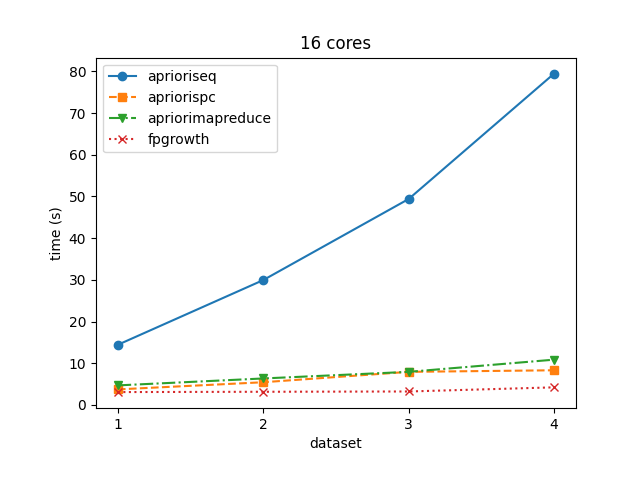 16 cores
aprioriseq
apriorispc
apriorimapreduce
fpgrowth
time (s)
80
70
60
50
40
30
20
10
0
1 2 3 4
dataset